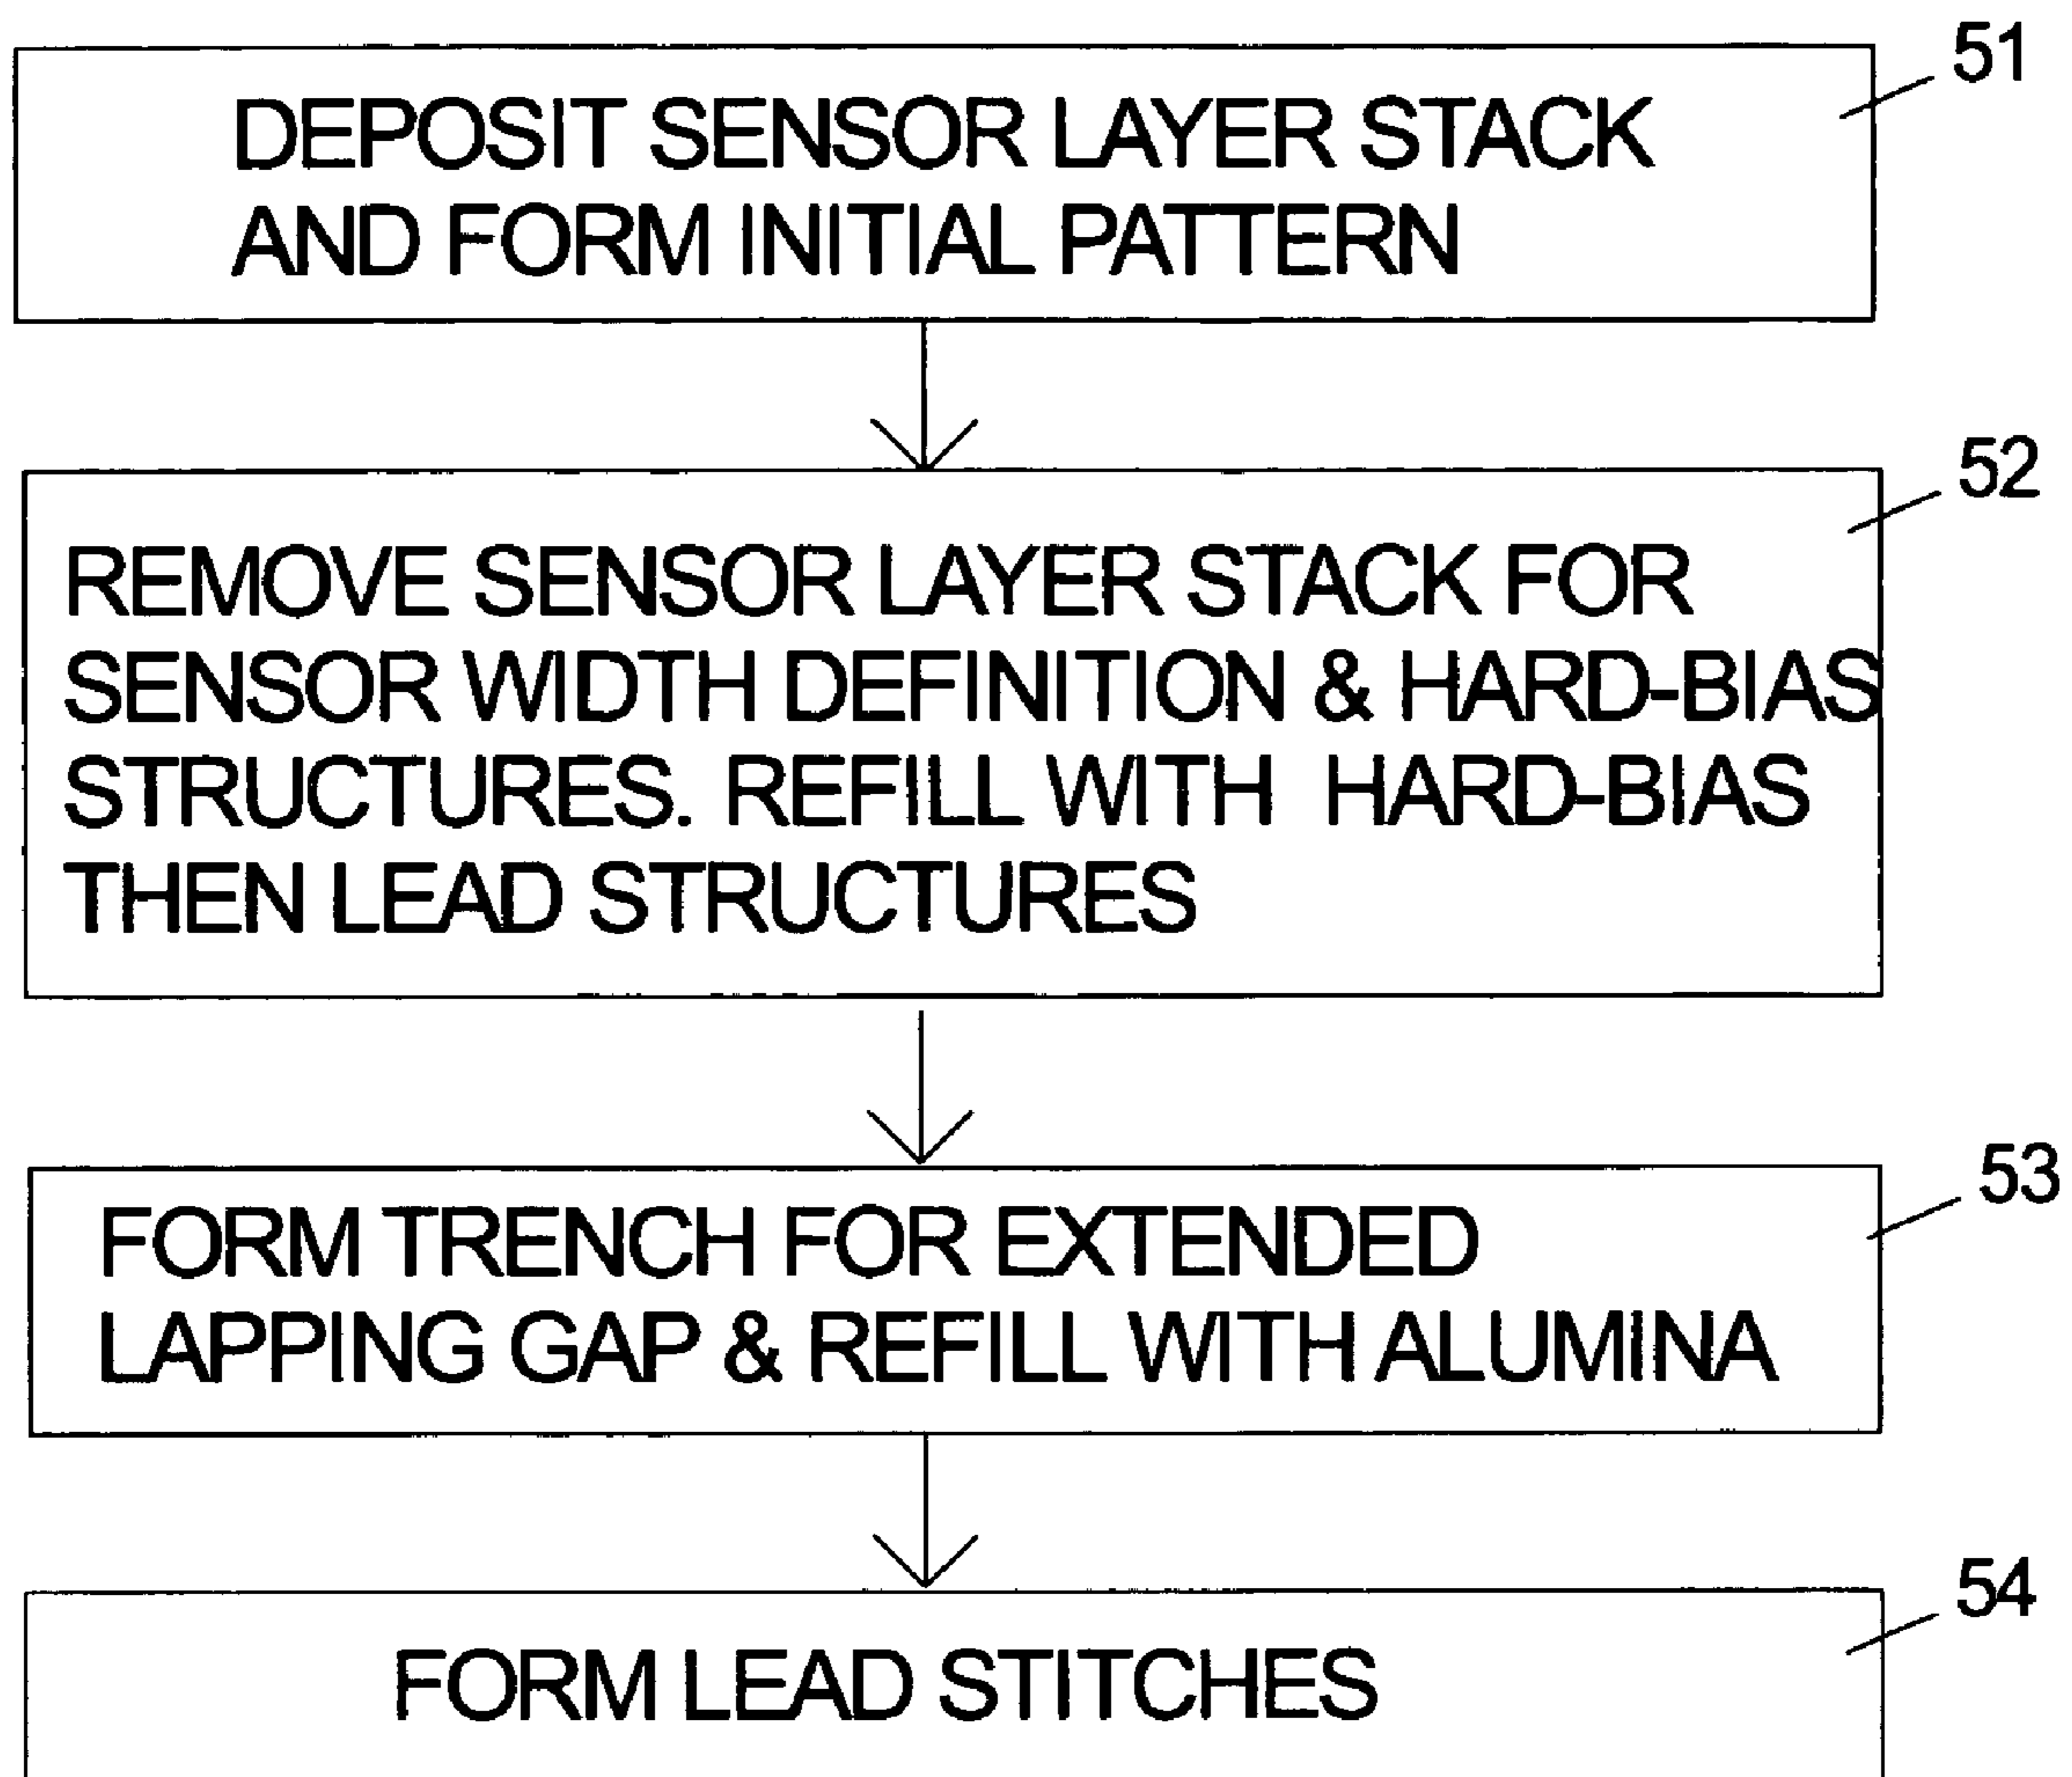 51
DEPOSIT SENSOR LAYER STACK
AND FORM INITIAL PATTERN
52
REMOVE SENSOR LAYER STACK FOR
SENSOR WIDTH DEFINITION & HARD-BIAS
STRUCTURES. REFILL WITH HARD-BIAS
THEN LEAD STRUCTURES
53
FORM TRENCH FOR EXTENDED
LAPPING GAP & REFILL WITH ALUMINA
54
FORM LEAD STITCHES